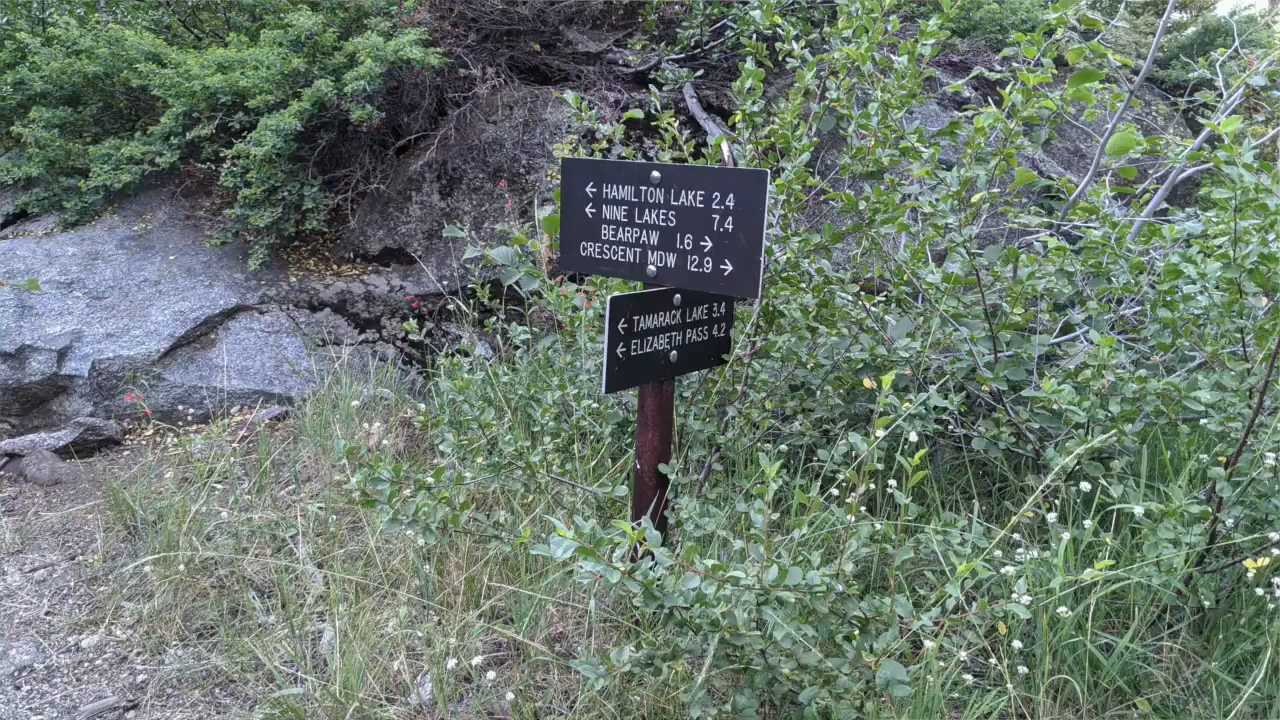 ← HAMILTON LAKE 2.4
← NINE LAKES 7.4
BEARPAW 1.6 →
CRESCENT MDW 12.9 →
← TAMARACK LAKE 3.4
← ELIZABETH PASS 4.2